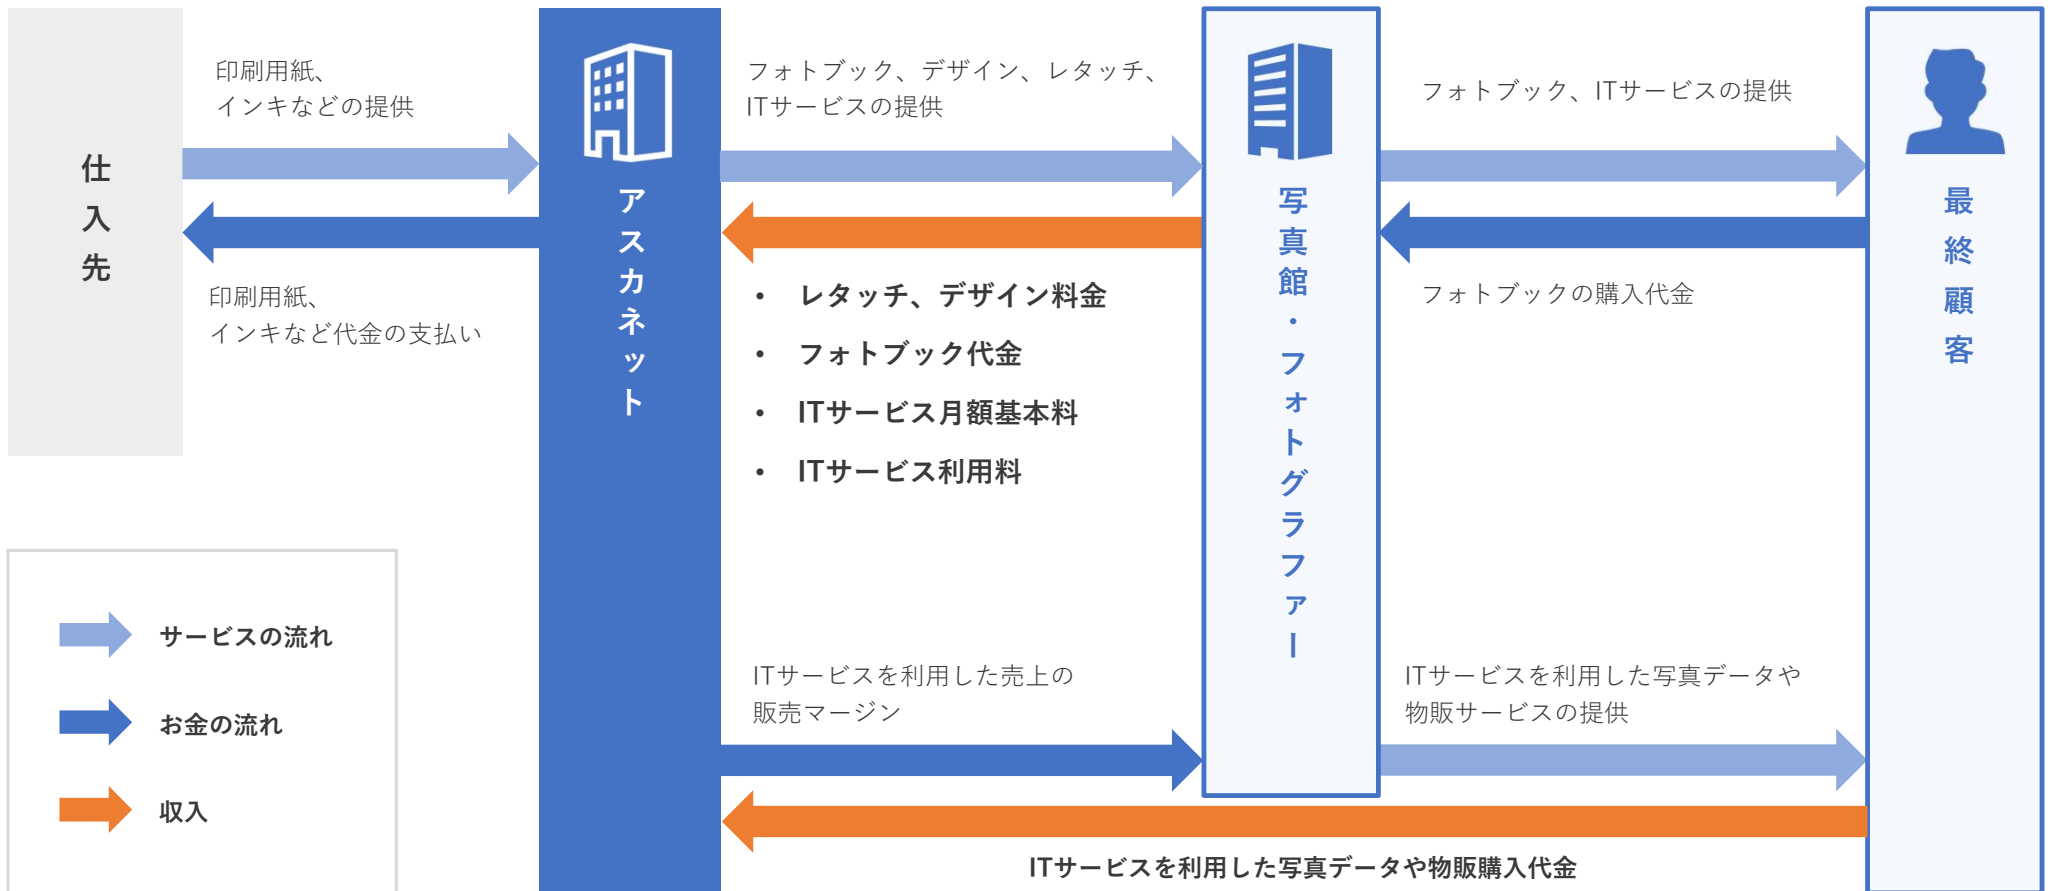 仕入先
印刷用紙、
インキなどの提供
印刷用紙、
インキなど代金の支払い
アスカネット
フォトブック、デザイン、レタッチ、
ITサービスの提供
• レタッチ、デザイン料金
• フォトブック代金
• ITサービス月額基本料
• ITサービス利用料
ITサービスを利用した売上の
販売マージン
写真館・フォトグラファー
フォトブック、ITサービスの提供
フォトブックの購入代金
ITサービスを利用した写真データや
物販サービスの提供
最終顧客
ITサービスを利用した写真データや物販購入代金
サービスの流れ
お金の流れ
収入